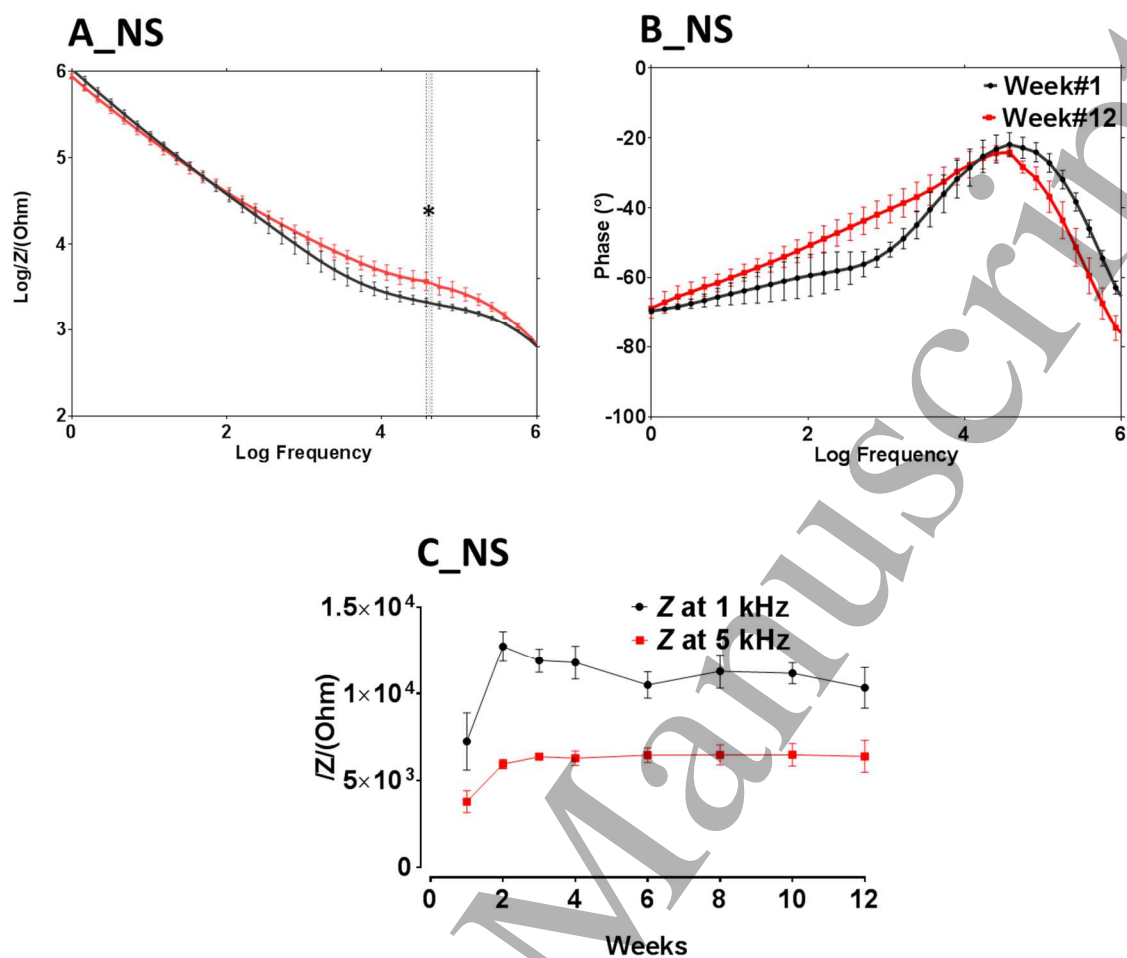 A_NS
6
5
4
3
2
0 2 4 6
Log/Z/(Ohm)
Log Frequency
*
B_NS
0
-20
-40
-60
-80
-100
0 2 4 6
Phase (°)
Log Frequency
Week#1
Week#12
C_NS
1.5×10⁴
1×10⁴
5×10³
0
0 2 4 6 8 10 12
/Z/(Ohm)
Weeks
Z at 1 kHz
Z at 5 kHz
Manuscrip